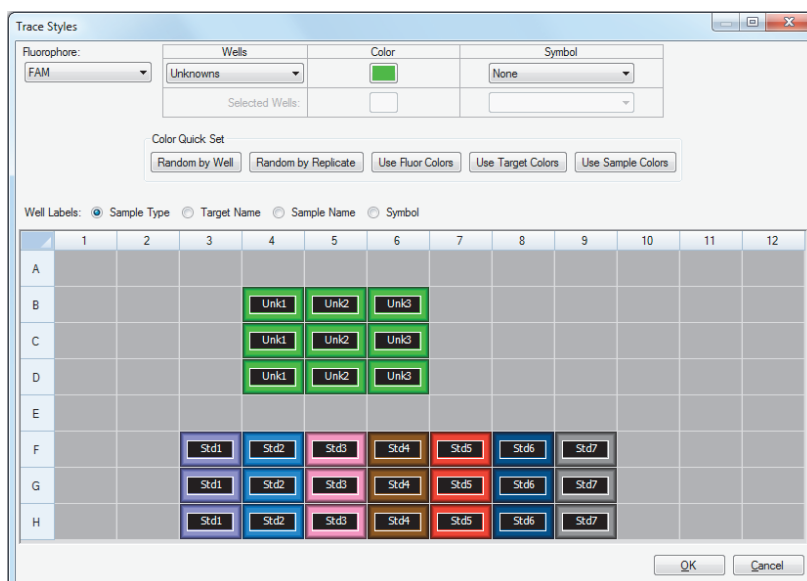 Trace Styles
Fluorophore:
Wells Color Symbol
FAM Unknowns None
Selected Wells:
Color Quick Set
Random by Well Random by Replicate Use Fluor Colors Use Target Colors Use Sample Colors
Well Labels: Sample Type Target Name Sample Name Symbol
1 2 3 4 5 6 7 8 9 10 11 12
A
B Unk1 Unk2 Unk3
C Unk1 Unk2 Unk3
D Unk1 Unk2 Unk3
E
F Std1 Std2 Std3 Std4 Std5 Std6 Std7
G Std1 Std2 Std3 Std4 Std5 Std6 Std7
H Std1 Std2 Std3 Std4 Std5 Std6 Std7
OK Cancel